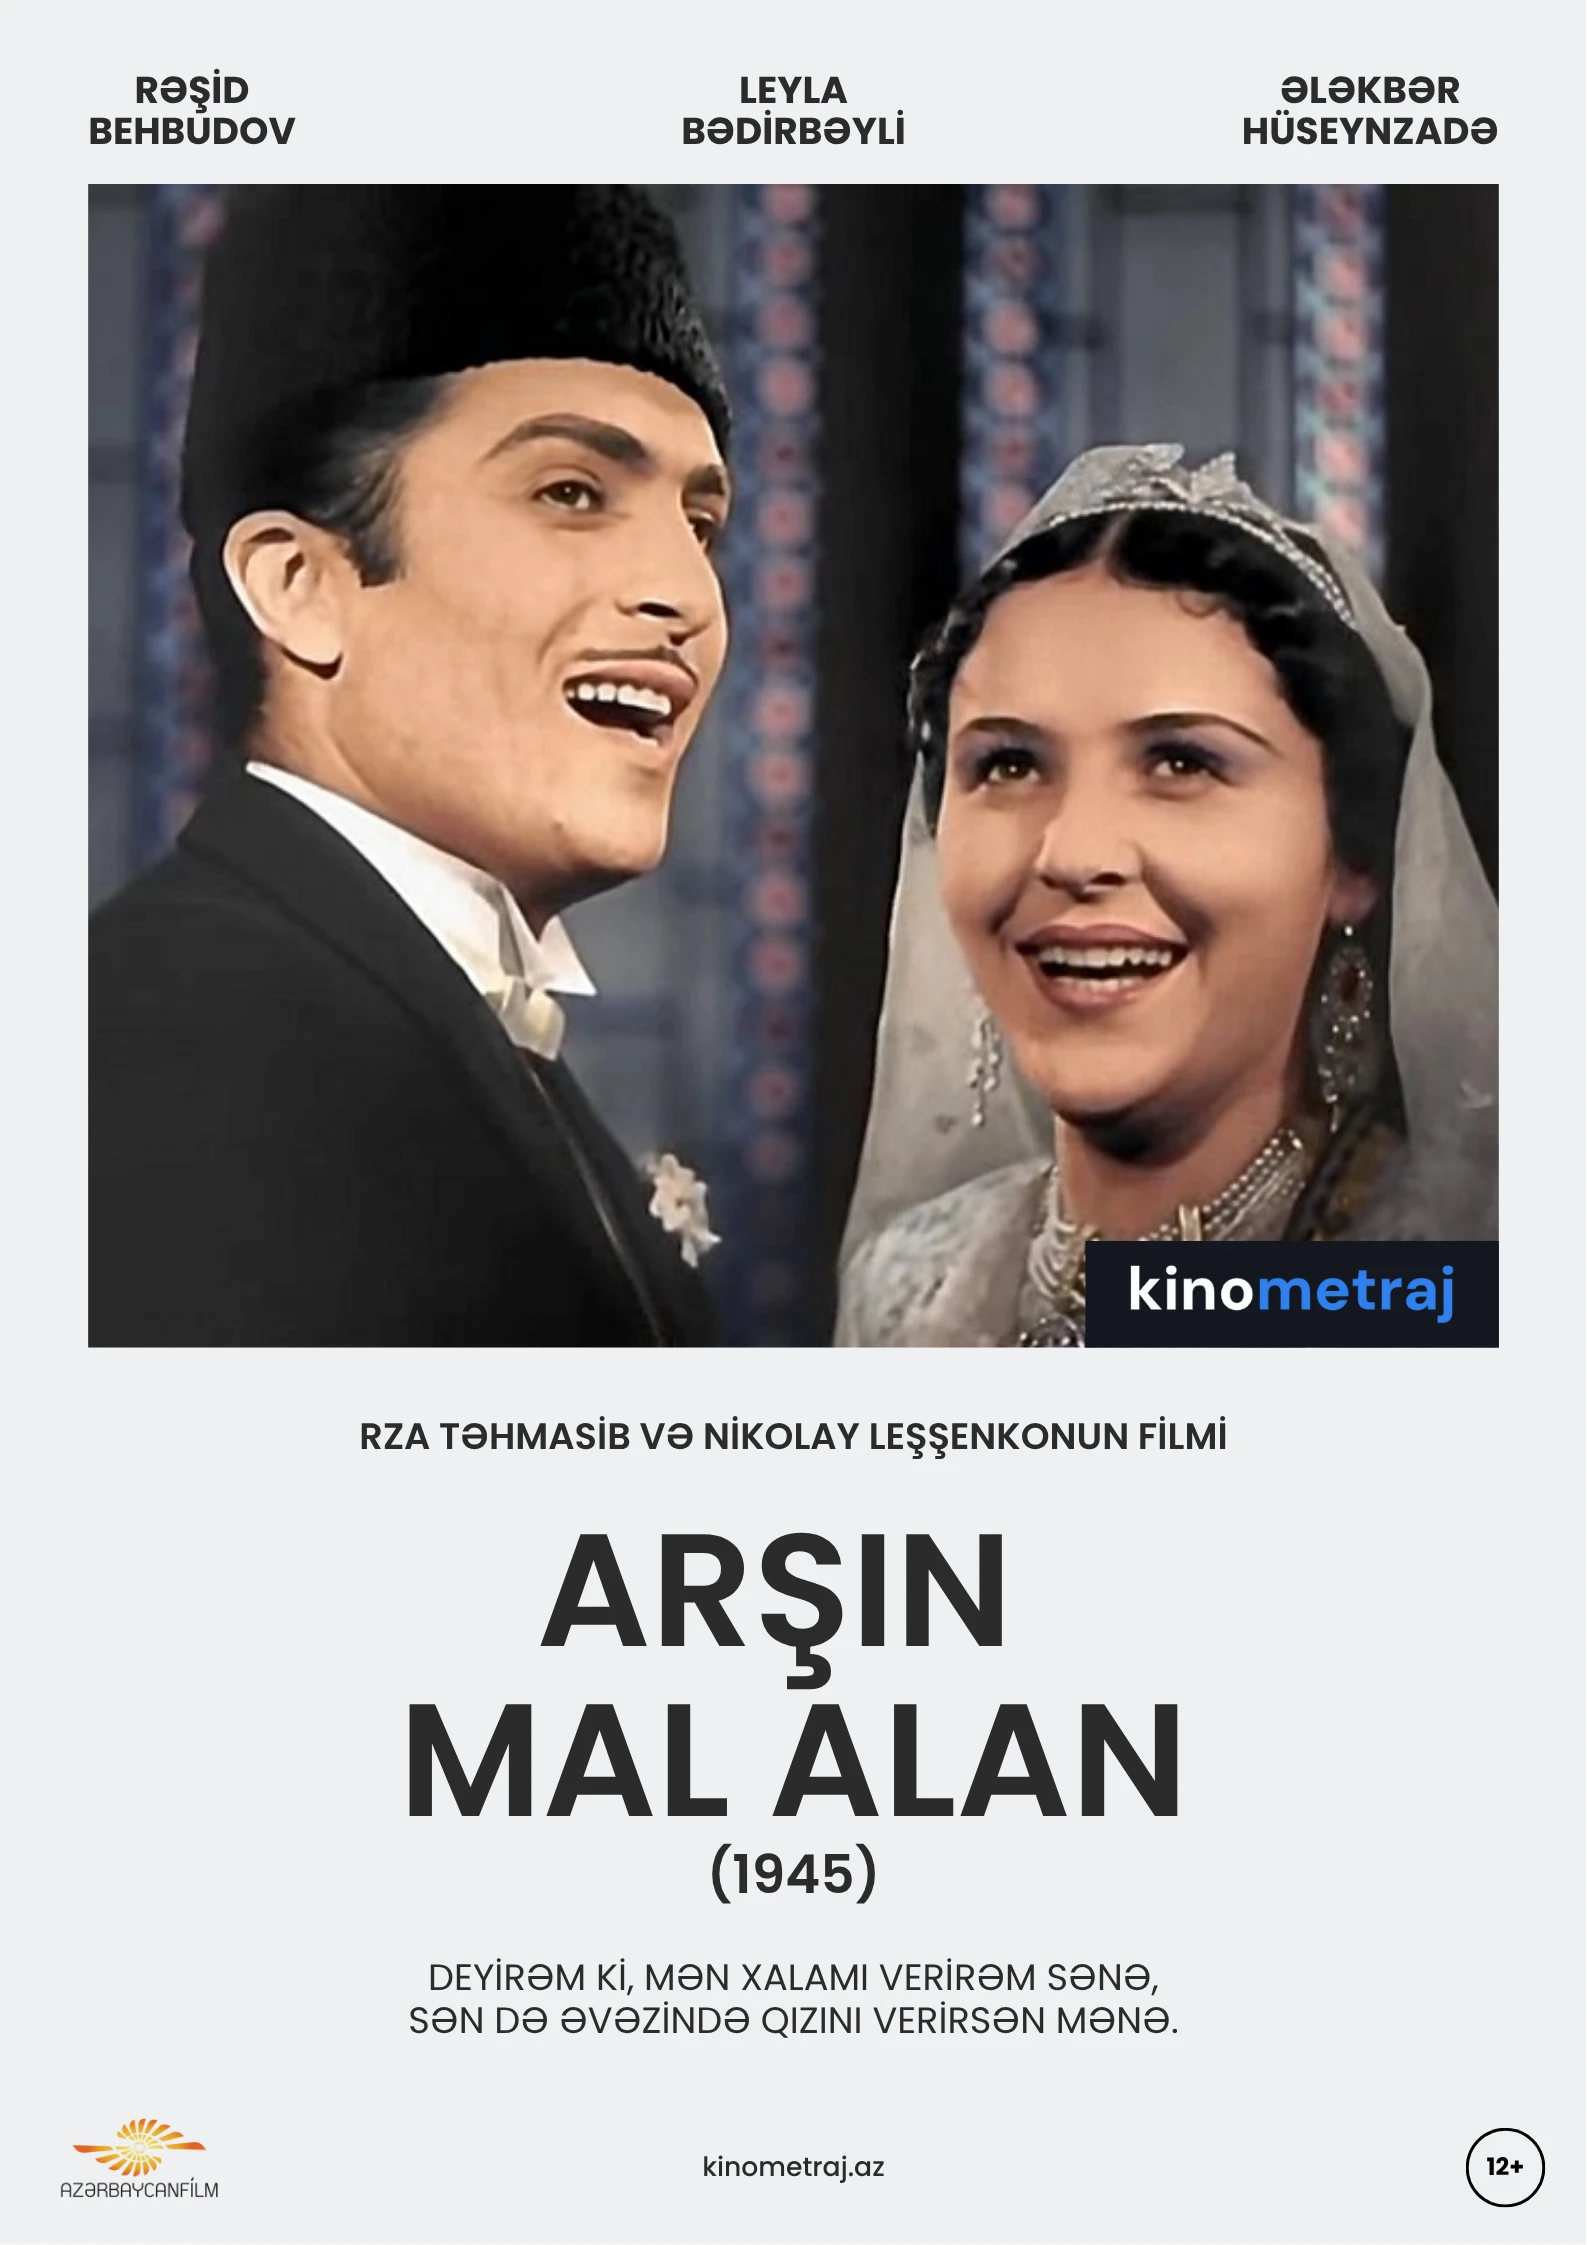 RƏŞİD
BEHBUDOV
LEYLA
BƏDİRBƏYLİ
ƏLƏKBƏR
HÜSEYNZADƏ
kinometraj
RZA TƏHMASİB VƏ NİKOLAY LEŞŞENKONUN FİLMİ
ARŞIN
MAL ALAN
(1945)
DEYİRƏM Kİ, MƏN XALAMI VERİRƏM SƏNƏ,
SƏN DƏ ƏVƏZİNDƏ QIZINI VERİRSƏN MƏNƏ.
AZƏRBAYCANFİLM
kinometraj.az
12+